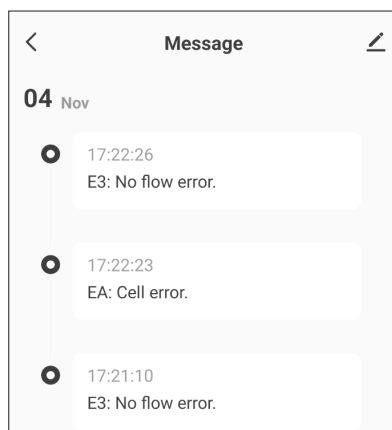 Message
04 Nov
17:22:26
E3: No flow error.
17:22:23
EA: Cell error.
17:21:10
E3: No flow error.